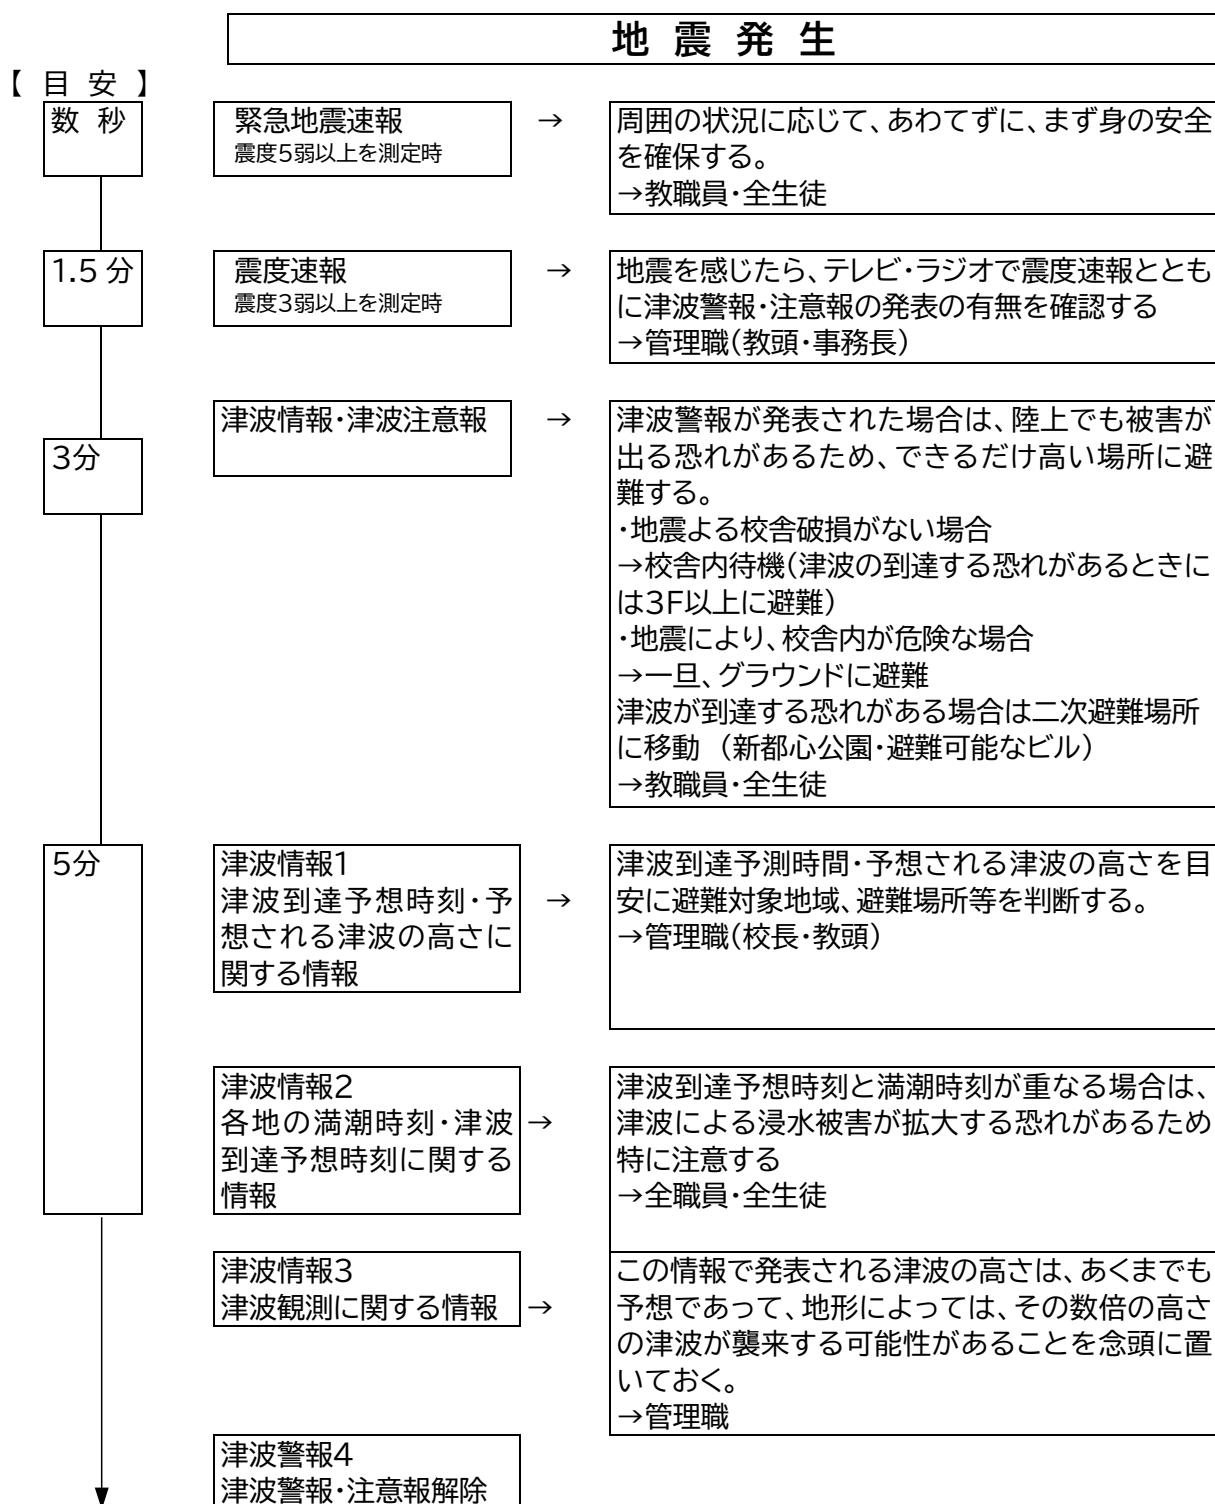 地 震 発 生
【 目 安 】
数 秒
緊急地震速報
震度5弱以上を測定時
→
周囲の状況に応じて、あわてずに、まず身の安全
を確保する。
→教職員・全生徒
1.5 分
震度速報
震度3弱以上を測定時
→
地震を感じたら、テレビ・ラジオで震度速報ととも
に津波警報・注意報の発表の有無を確認する
→管理職(教頭・事務長)
3分
津波情報・津波注意報
→
津波警報が発表された場合は、陸上でも被害が
出る恐れがあるため、できるだけ高い場所に避
難する。
・地震よる校舎破損がない場合
→校舎内待機(津波の到達する恐れがあるときに
は3F以上に避難)
・地震により、校舎内が危険な場合
→一旦、グラウンドに避難
津波が到達する恐れがある場合は二次避難場所
に移動 (新都心公園・避難可能なビル)
→教職員・全生徒
5分
津波情報1
津波到達予想時刻・予
想される津波の高さに
関する情報
→
津波到達予測時間・予想される津波の高さを目
安に避難対象地域、避難場所等を判断する。
→管理職(校長・教頭)
津波情報2
各地の満潮時刻・津波
到達予想時刻に関する
情報
→
津波到達予想時刻と満潮時刻が重なる場合は、
津波による浸水被害が拡大する恐れがあるため
特に注意する
→全職員・全生徒
津波情報3
津波観測に関する情報
→
この情報で発表される津波の高さは、あくまでも
予想であって、地形によっては、その数倍の高さ
の津波が襲来する可能性があることを念頭に置
いておく。
→管理職
津波警報4
津波警報・注意報解除